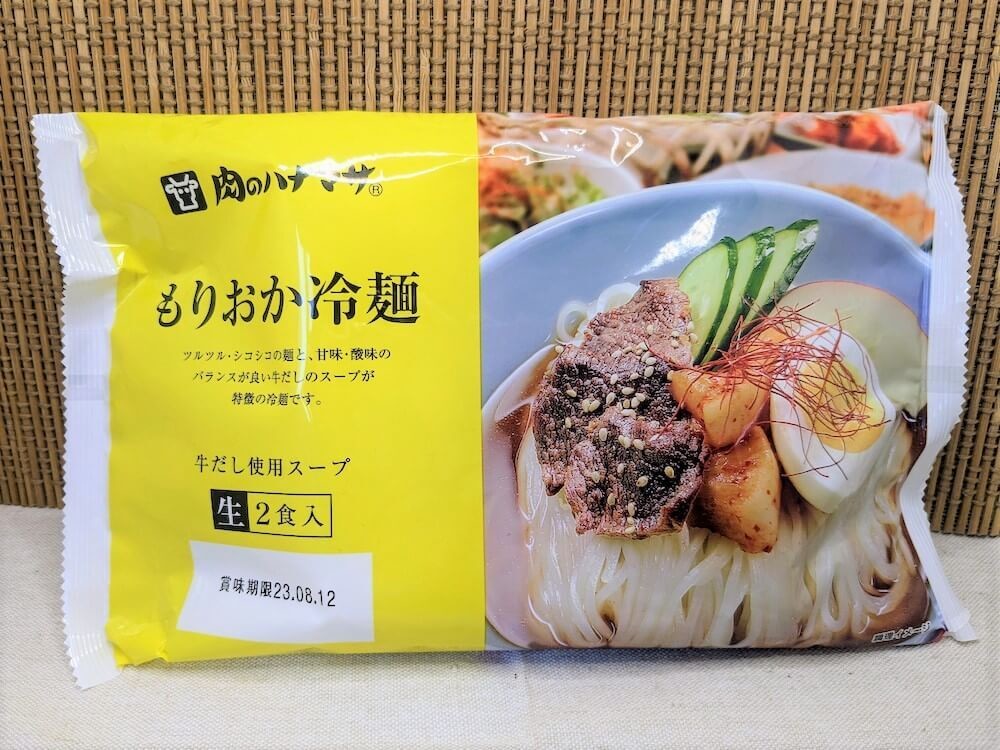 肉のハナマサ®
もりおか冷麺
ツルツル・シコシコの麺と、甘味・酸味の
バランスが良い牛だしのスープが
特徴の冷麺です。
牛だし使用スープ
生 2食入
賞味期限23.08.12
調理イメージ